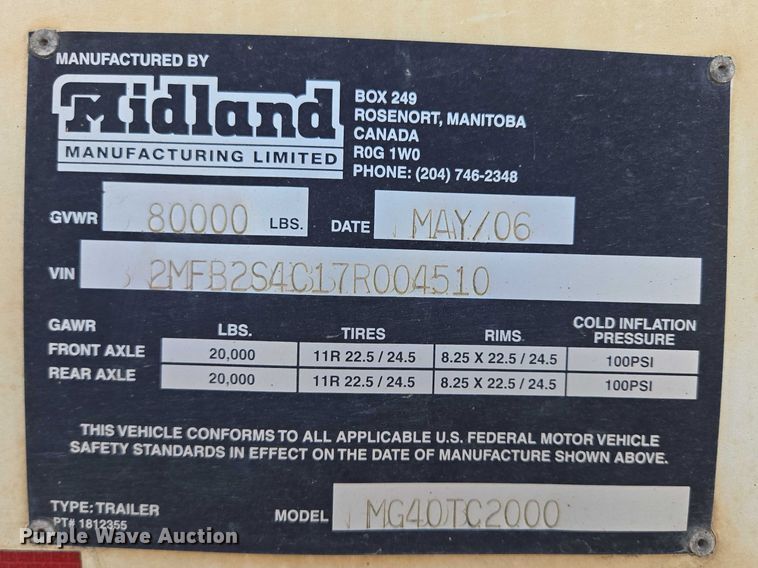 MANUFACTURED BY
Midland
MANUFACTURING LIMITED
BOX 249
ROSENORT, MANITOBA
CANADA
R0G 1W0
PHONE: (204) 746-2348
GVWR 80000 LBS. DATE MAY/06
VIN 2MFB2S4C17R004510
GAWR LBS. TIRES RIMS COLD INFLATION PRESSURE
FRONT AXLE 20,000 11R 22.5 / 24.5 8.25 X 22.5 / 24.5 100PSI
REAR AXLE 20,000 11R 22.5 / 24.5 8.25 X 22.5 / 24.5 100PSI
THIS VEHICLE CONFORMS TO ALL APPLICABLE U.S. FEDERAL MOTOR VEHICLE
SAFETY STANDARDS IN EFFECT ON THE DATE OF MANUFACTURE SHOWN ABOVE.
TYPE: TRAILER
PT# 1812355
MODEL MG40TC2000
Purple Wave Auction